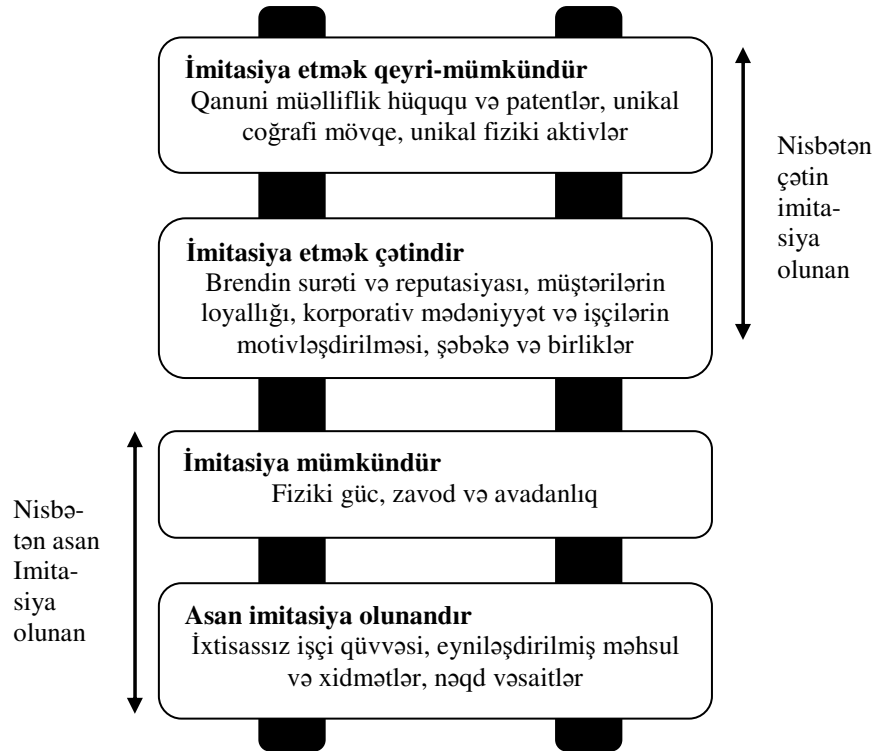 İmitasiya etmək qeyri-mümkündür
Qanuni müəlliflik hüququ və patentlər, unikal
coğrafi mövqe, unikal fiziki aktivlər
Nisbətən
çətin
imita-
siya
olunan
İmitasiya etmək çətindir
Brendin surəti və reputasiyası, müştərilərin
loyallığı, korporativ mədəniyyət və işçilərin
motivləşdirilməsi, şəbəkə və birliklər
İmitasiya mümkündür
Fiziki güc, zavod və avadanlıq
Nisbə-
tən asan
Imita-
siya
olunan
Asan imitasiya olunandır
İxtisassız işçi qüvvəsi, eyniləşdirilmiş məhsul
və xidmətlər, nəqd vəsaitlər